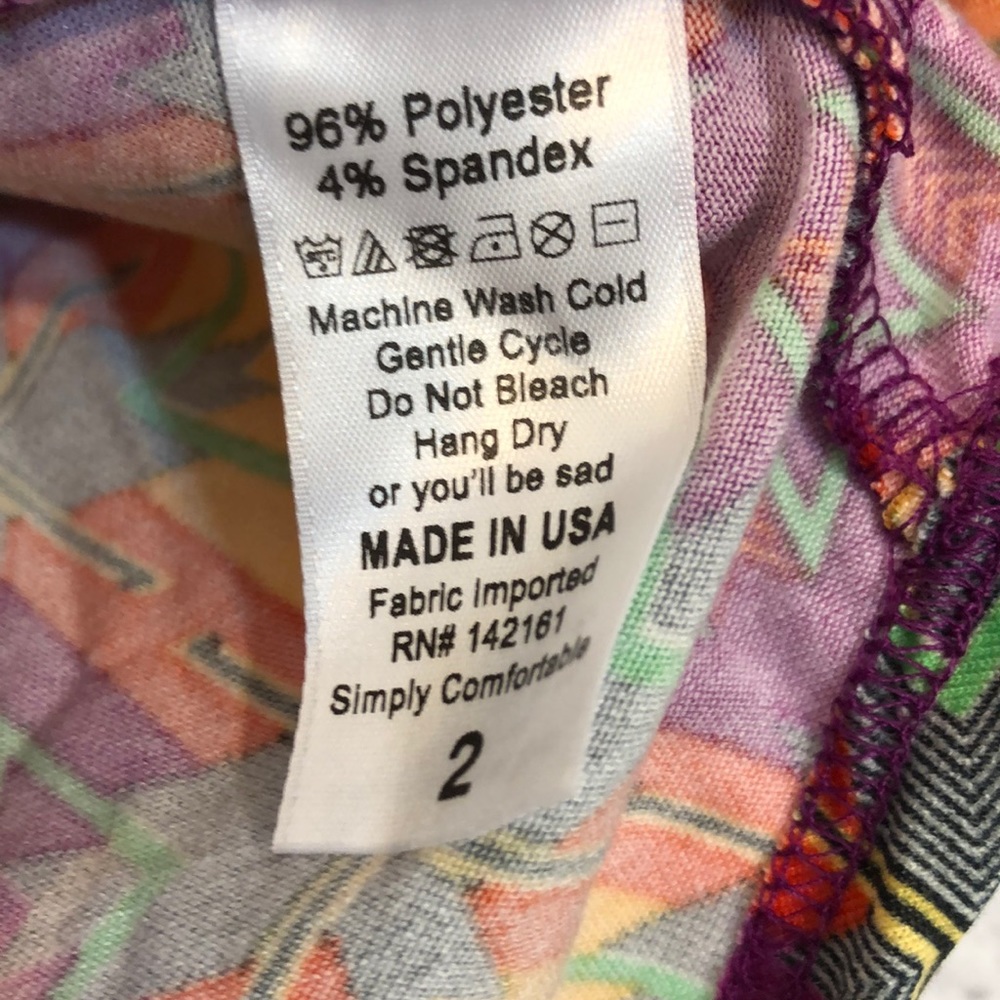 96% Polyester
4% Spandex
Machine Wash Cold
Gentle Cycle
Do Not Bleach
Hang Dry
or you'll be sad
MADE IN USA
Fabric Imported
RN# 142161
Simply Comfortable
2